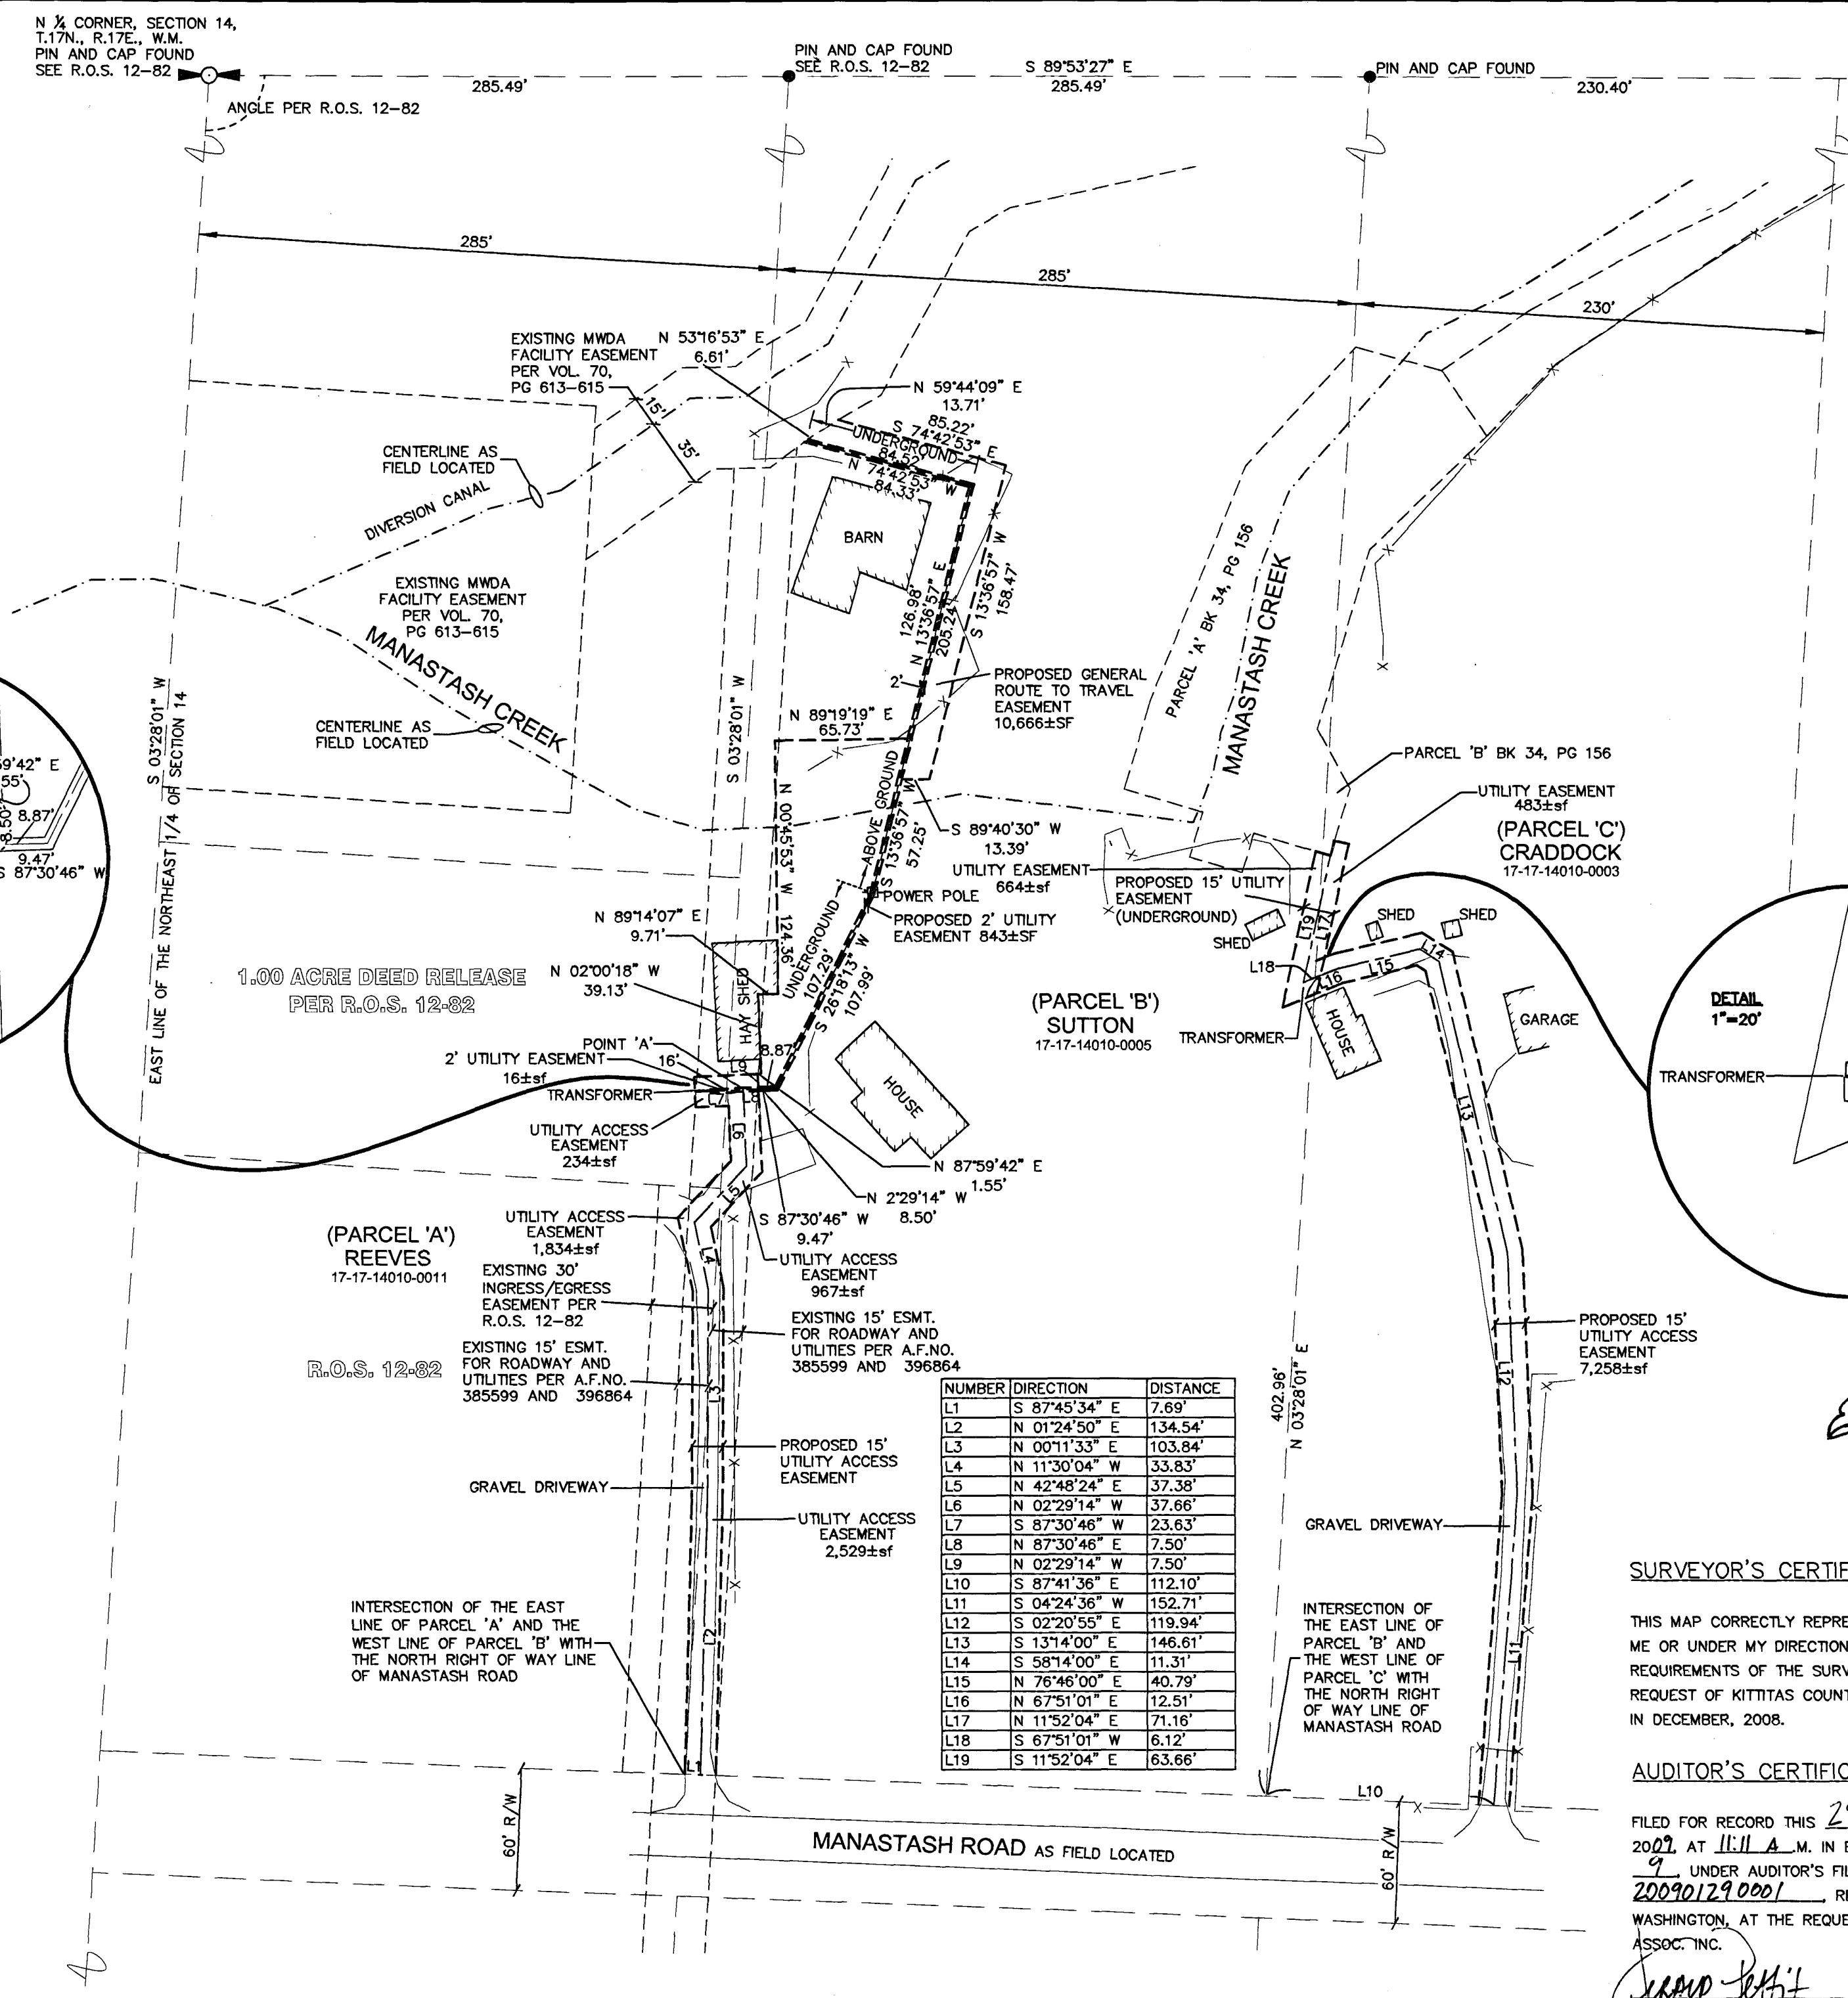 N ¼ CORNER, SECTION 14,
T.17N., R.17E., W.M.
PIN AND CAP FOUND
SEE R.O.S. 12-82
ANGLE PER R.O.S. 12-82
285.49'
PIN AND CAP FOUND
SEE R.O.S. 12-82
S 89°53'27" E
285.49'
PIN AND CAP FOUND
230.40'
285'
285'
230'
EXISTING MWDA
FACILITY EASEMENT
PER VOL. 70,
PG 613-615
N 53°16'53" E
6.61'
15'
35'
N 59°44'09" E
13.71'
85.22'
S 74°42'53" E
UNDERGROUND
84.52'
N 74°42'53" W
84.33'
CENTERLINE AS
FIELD LOCATED
DIVERSION CANAL
BARN
EXISTING MWDA
FACILITY EASEMENT
PER VOL. 70,
PG 613-615
MANASTASH CREEK
CENTERLINE AS
FIELD LOCATED
S 03°28'01" W
EAST LINE OF THE NORTHEAST 1/4 OF SECTION 14
S 03°28'01" W
126.98'
N 13°36'57" E
205.24'
S 13°36'57" W
158.47'
2'
PROPOSED GENERAL
ROUTE TO TRAVEL
EASEMENT
10,666±SF
N 89°19'19" E
65.73'
N 00°45'53" W 124.36'
ABOVE GROUND
S 13°36'57" W
57.25'
S 89°40'30" W
13.39'
PARCEL 'A' BK 34, PG 156
MANASTASH CREEK
PARCEL 'B' BK 34, PG 156
UTILITY EASEMENT
483±sf
(PARCEL 'C')
CRADDOCK
17-17-14010-0003
UTILITY EASEMENT
664±sf
PROPOSED 15' UTILITY
EASEMENT
(UNDERGROUND)
POWER POLE
PROPOSED 2' UTILITY
EASEMENT 843±SF
SHED
SHED
SHED
L19
L17
L14
L15
L16
L18
9'42" E
55'
8.50'
8.87'
9.47'
S 87°30'46" W
N 89°14'07" E
9.71'
UNDERGROUND
107.29'
S 26°18'13" W
107.99'
1.00 ACRE DEED RELEASE
PER R.O.S. 12-82
N 02°00'18" W
39.13'
HAY SHED
(PARCEL 'B')
SUTTON
17-17-14010-0005
TRANSFORMER
HOUSE
GARAGE
DETAIL
1"=20'
TRANSFORMER
POINT 'A'
2' UTILITY EASEMENT
16±sf
16'
8.87'
L9
TRANSFORMER
L7
L8
L6
HOUSE
L13
UTILITY ACCESS
EASEMENT
234±sf
N 87°59'42" E
1.55'
N 2°29'14" W
8.50'
S 87°30'46" W
9.47'
L5
(PARCEL 'A')
REEVES
17-17-14010-0011
UTILITY ACCESS
EASEMENT
1,834±sf
L4
UTILITY ACCESS
EASEMENT
967±sf
EXISTING 30'
INGRESS/EGRESS
EASEMENT PER
R.O.S. 12-82
EXISTING 15' ESMT.
FOR ROADWAY AND
UTILITIES PER A.F.NO.
385599 AND 396864
R.O.S. 12-82
EXISTING 15' ESMT.
FOR ROADWAY AND
UTILITIES PER A.F.NO.
385599 AND 396864
L3
402.96'
N 03°28'01" E
L12
PROPOSED 15'
UTILITY ACCESS
EASEMENT
7,258±sf
NUMBER DIRECTION DISTANCE
L1 S 87°45'34" E 7.69'
L2 N 01°24'50" E 134.54'
L3 N 00°11'33" E 103.84'
L4 N 11°30'04" W 33.83'
L5 N 42°48'24" E 37.38'
L6 N 02°29'14" W 37.66'
L7 S 87°30'46" W 23.63'
L8 N 87°30'46" E 7.50'
L9 N 02°29'14" W 7.50'
L10 S 87°41'36" E 112.10'
L11 S 04°24'36" W 152.71'
L12 S 02°20'55" E 119.94'
L13 S 13°14'00" E 146.61'
L14 S 58°14'00" E 11.31'
L15 N 76°46'00" E 40.79'
L16 N 67°51'01" E 12.51'
L17 N 11°52'04" E 71.16'
L18 S 67°51'01" W 6.12'
L19 S 11°52'04" E 63.66'
PROPOSED 15'
UTILITY ACCESS
EASEMENT
GRAVEL DRIVEWAY
UTILITY ACCESS
EASEMENT
2,529±sf
GRAVEL DRIVEWAY
INTERSECTION OF THE EAST
LINE OF PARCEL 'A' AND THE
WEST LINE OF PARCEL 'B' WITH
THE NORTH RIGHT OF WAY LINE
OF MANASTASH ROAD
L2
L1
INTERSECTION OF
THE EAST LINE OF
PARCEL 'B' AND
THE WEST LINE OF
PARCEL 'C' WITH
THE NORTH RIGHT
OF WAY LINE OF
MANASTASH ROAD
L11
L10
60' R/W
MANASTASH ROAD AS FIELD LOCATED
60' R/W
SURVEYOR'S CERTIF
THIS MAP CORRECTLY REPRE
ME OR UNDER MY DIRECTION
REQUIREMENTS OF THE SURV
REQUEST OF KITTITAS COUNT
IN DECEMBER, 2008.
AUDITOR'S CERTIFIC
FILED FOR RECORD THIS 2
2009, AT 11:11 A.M. IN B
9, UNDER AUDITOR'S FIL
200901290001, RE
WASHINGTON, AT THE REQUE
ASSOC. INC.